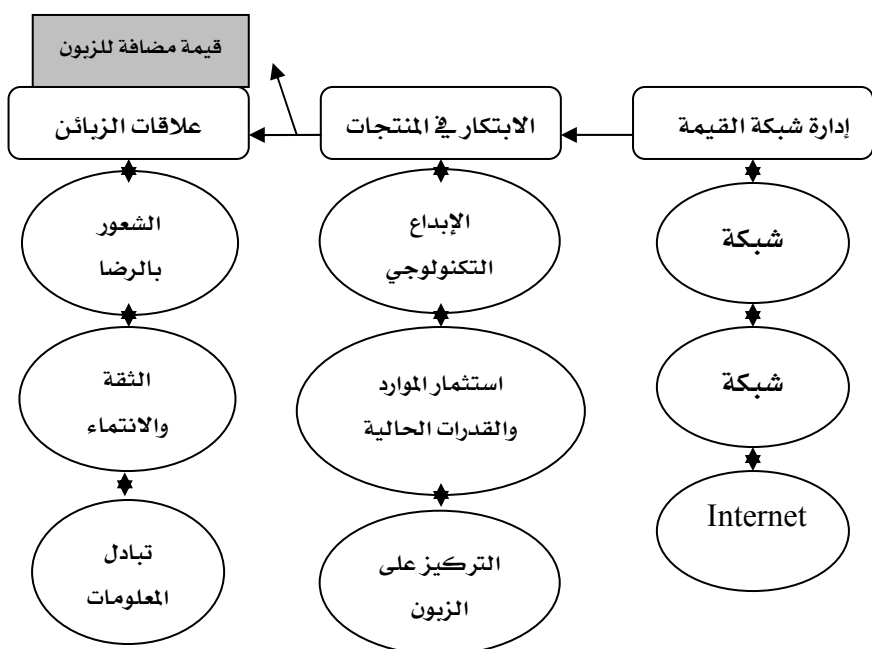 قيمة مضافة للزبون
إدارة شبكة القيمة
الابتكار في المنتجات
علاقات الزبائن
شبكة
الإبداع
التكنولوجي
الشعور
بالرضا
شبكة
استثمار الموارد
والقدرات الحالية
الثقة
والانتماء
Internet
التركيز على
الزبون
تبادل
المعلومات